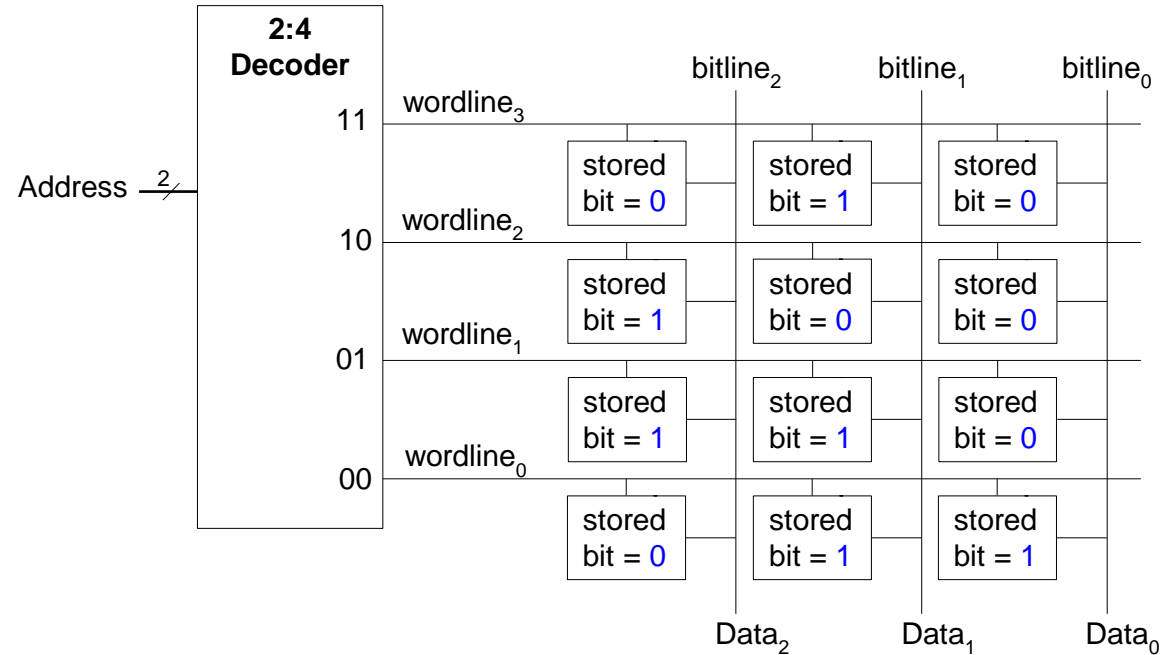 2:4
Decoder
bitline2 bitline1 bitline0
wordline3
11
stored stored stored
bit = 0 bit = 1 bit = 0
Address 2
wordline2
10
stored stored stored
bit = 1 bit = 0 bit = 0
wordline1
01
stored stored stored
bit = 1 bit = 1 bit = 0
wordline0
00
stored stored stored
bit = 0 bit = 1 bit = 1
Data2 Data1 Data0